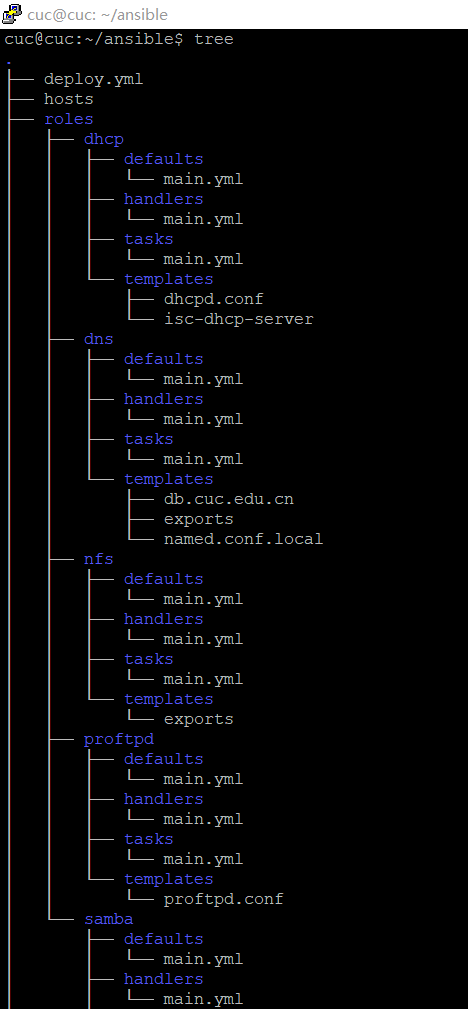 cuc@cuc: ~/ansible
cuc@cuc:~/ansible$ tree
.
├── deploy.yml
├── hosts
├── roles
│   ├── dhcp
│   │   ├── defaults
│   │   │   └── main.yml
│   │   ├── handlers
│   │   │   └── main.yml
│   │   ├── tasks
│   │   │   └── main.yml
│   │   └── templates
│   │       ├── dhcpd.conf
│   │       └── isc-dhcp-server
│   ├── dns
│   │   ├── defaults
│   │   │   └── main.yml
│   │   ├── handlers
│   │   │   └── main.yml
│   │   ├── tasks
│   │   │   └── main.yml
│   │   └── templates
│   │       ├── db.cuc.edu.cn
│   │       ├── exports
│   │       └── named.conf.local
│   ├── nfs
│   │   ├── defaults
│   │   │   └── main.yml
│   │   ├── handlers
│   │   │   └── main.yml
│   │   ├── tasks
│   │   │   └── main.yml
│   │   └── templates
│   │       └── exports
│   ├── proftpd
│   │   ├── defaults
│   │   │   └── main.yml
│   │   ├── handlers
│   │   │   └── main.yml
│   │   ├── tasks
│   │   │   └── main.yml
│   │   └── templates
│   │       └── proftpd.conf
│   └── samba
│       ├── defaults
│       │   └── main.yml
│       ├── handlers
│       │   └── main.yml